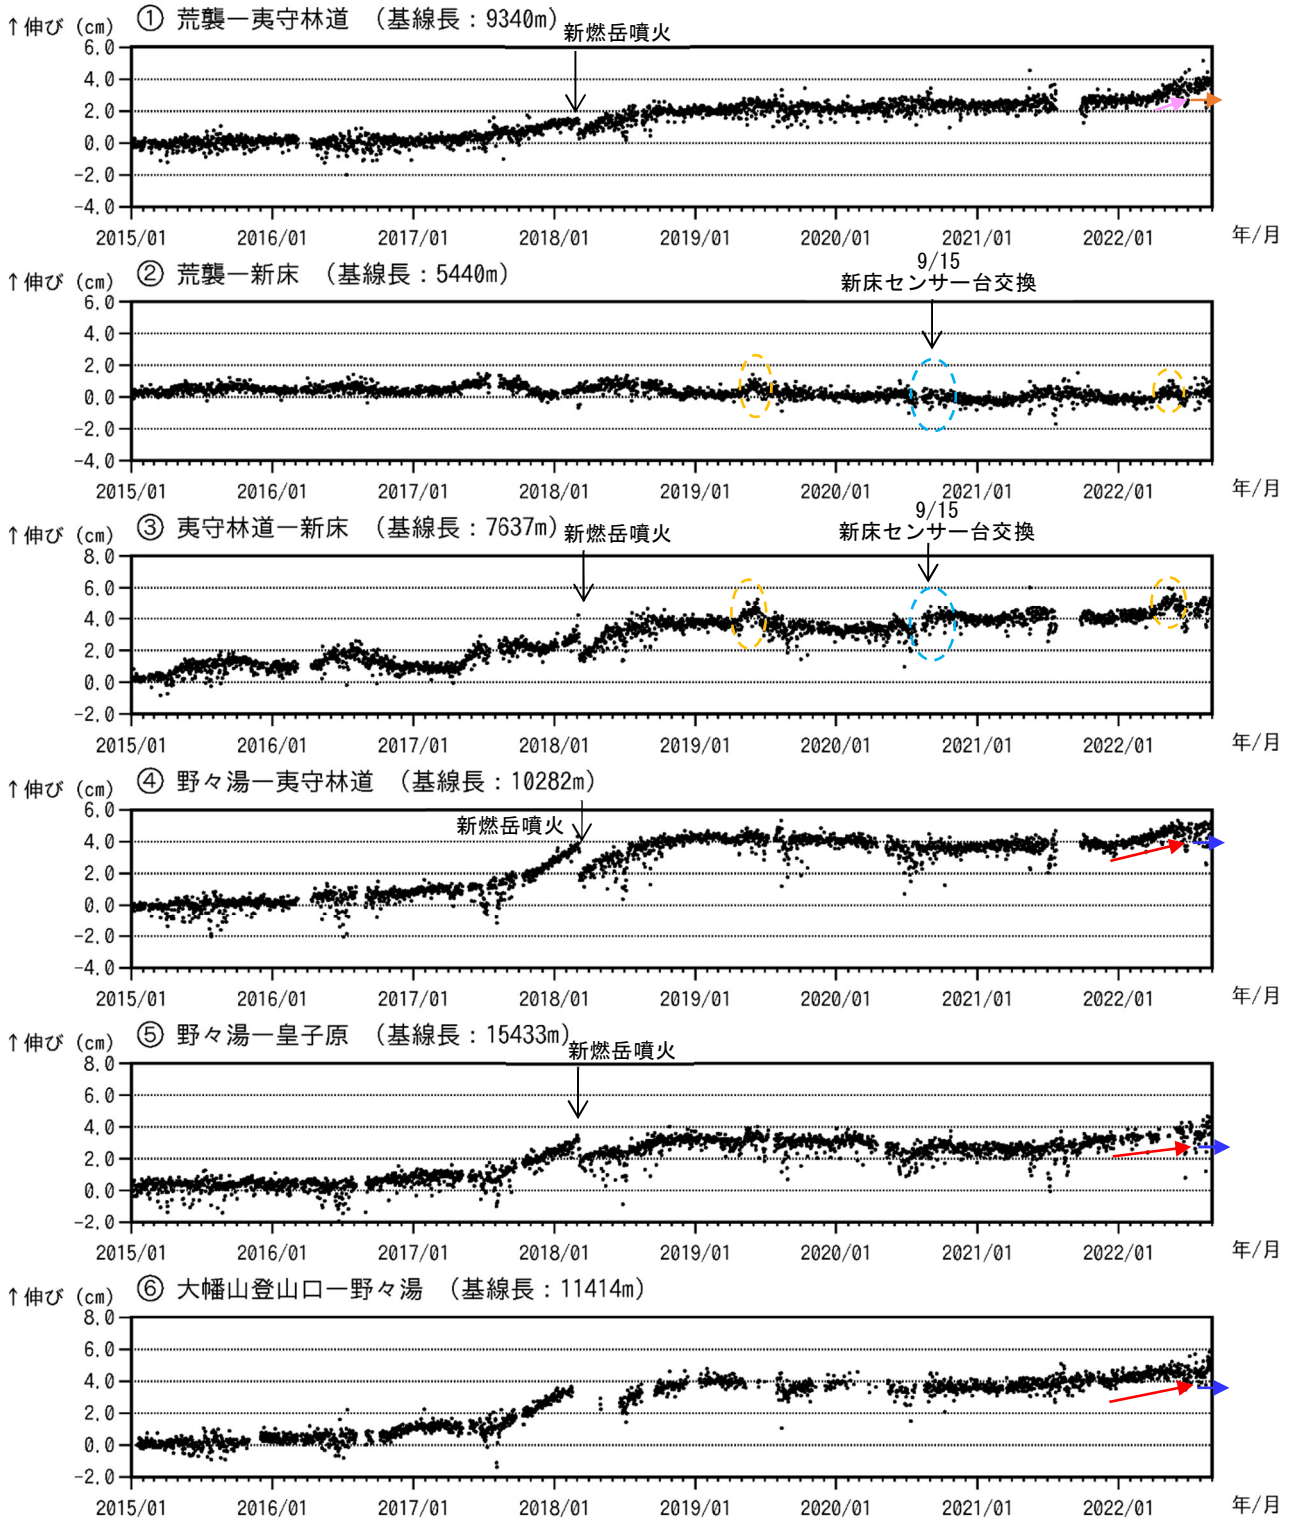 ① 荒襲ー夷守林道 （基線長：9340m）
新燃岳噴火
↑伸び (cm)
6.0
4.0
2.0
0.0
-2.0
-4.0
2015/01 2016/01 2017/01 2018/01 2019/01 2020/01 2021/01 2022/01 年/月
② 荒襲ー新床 （基線長：5440m）
9/15
新床センサー台交換
↑伸び (cm)
6.0
4.0
2.0
0.0
-2.0
-4.0
2015/01 2016/01 2017/01 2018/01 2019/01 2020/01 2021/01 2022/01 年/月
③ 夷守林道ー新床 （基線長：7637m）
新燃岳噴火
9/15
新床センサー台交換
↑伸び (cm)
8.0
6.0
4.0
2.0
0.0
-2.0
2015/01 2016/01 2017/01 2018/01 2019/01 2020/01 2021/01 2022/01 年/月
④ 野々湯ー夷守林道 （基線長：10282m）
↑伸び (cm)
新燃岳噴火
6.0
4.0
2.0
0.0
-2.0
-4.0
2015/01 2016/01 2017/01 2018/01 2019/01 2020/01 2021/01 2022/01 年/月
⑤ 野々湯ー皇子原 （基線長：15433m）
新燃岳噴火
↑伸び (cm)
8.0
6.0
4.0
2.0
0.0
-2.0
2015/01 2016/01 2017/01 2018/01 2019/01 2020/01 2021/01 2022/01 年/月
⑥ 大幡山登山口ー野々湯 （基線長：11414m）
↑伸び (cm)
8.0
6.0
4.0
2.0
0.0
-2.0
2015/01 2016/01 2017/01 2018/01 2019/01 2020/01 2021/01 2022/01 年/月